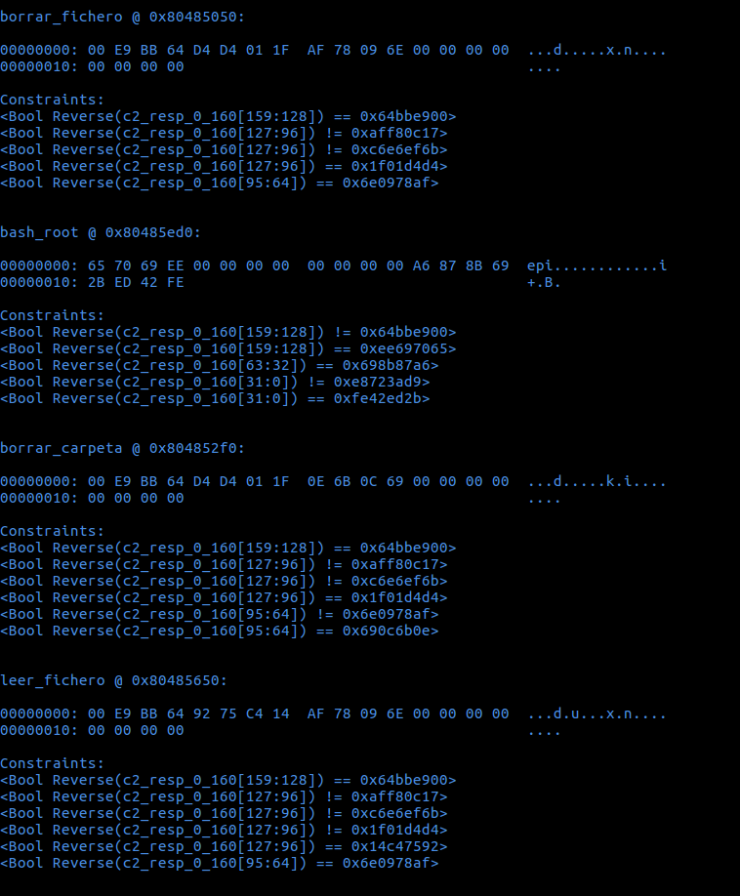 borrar_fichero @ 0x80485050:
00000000: 00 E9 BB 64 D4 D4 01 1F  AF 78 09 6E 00 00 00 00  ...d.....x.n....
00000010: 00 00 00 00                                      ....
Constraints:
<Bool Reverse(c2_resp_0_160[159:128]) == 0x64bbe900>
<Bool Reverse(c2_resp_0_160[127:96]) != 0xaff80c17>
<Bool Reverse(c2_resp_0_160[127:96]) != 0xc6e6ef6b>
<Bool Reverse(c2_resp_0_160[127:96]) == 0x1f01d4d4>
<Bool Reverse(c2_resp_0_160[95:64]) == 0x6e0978af>
bash_root @ 0x80485ed0:
00000000: 65 70 69 EE 00 00 00 00  00 00 00 00 A6 87 8B 69  epi............i
00000010: 2B ED 42 FE                                      +.B.
Constraints:
<Bool Reverse(c2_resp_0_160[159:128]) != 0x64bbe900>
<Bool Reverse(c2_resp_0_160[159:128]) == 0xee697065>
<Bool Reverse(c2_resp_0_160[63:32]) == 0x698b87a6>
<Bool Reverse(c2_resp_0_160[31:0]) != 0xe8723ad9>
<Bool Reverse(c2_resp_0_160[31:0]) == 0xfe42ed2b>
borrar_carpeta @ 0x804852f0:
00000000: 00 E9 BB 64 D4 D4 01 1F  0E 6B 0C 69 00 00 00 00  ...d.....k.i....
00000010: 00 00 00 00                                      ....
Constraints:
<Bool Reverse(c2_resp_0_160[159:128]) == 0x64bbe900>
<Bool Reverse(c2_resp_0_160[127:96]) != 0xaff80c17>
<Bool Reverse(c2_resp_0_160[127:96]) != 0xc6e6ef6b>
<Bool Reverse(c2_resp_0_160[127:96]) == 0x1f01d4d4>
<Bool Reverse(c2_resp_0_160[95:64]) != 0x6e0978af>
<Bool Reverse(c2_resp_0_160[95:64]) == 0x690c6b0e>
leer_fichero @ 0x80485650:
00000000: 00 E9 BB 64 92 75 C4 14  AF 78 09 6E 00 00 00 00  ...d.u...x.n....
00000010: 00 00 00 00                                      ....
Constraints:
<Bool Reverse(c2_resp_0_160[159:128]) == 0x64bbe900>
<Bool Reverse(c2_resp_0_160[127:96]) != 0xaff80c17>
<Bool Reverse(c2_resp_0_160[127:96]) != 0xc6e6ef6b>
<Bool Reverse(c2_resp_0_160[127:96]) != 0x1f01d4d4>
<Bool Reverse(c2_resp_0_160[127:96]) == 0x14c47592>
<Bool Reverse(c2_resp_0_160[95:64]) == 0x6e0978af>